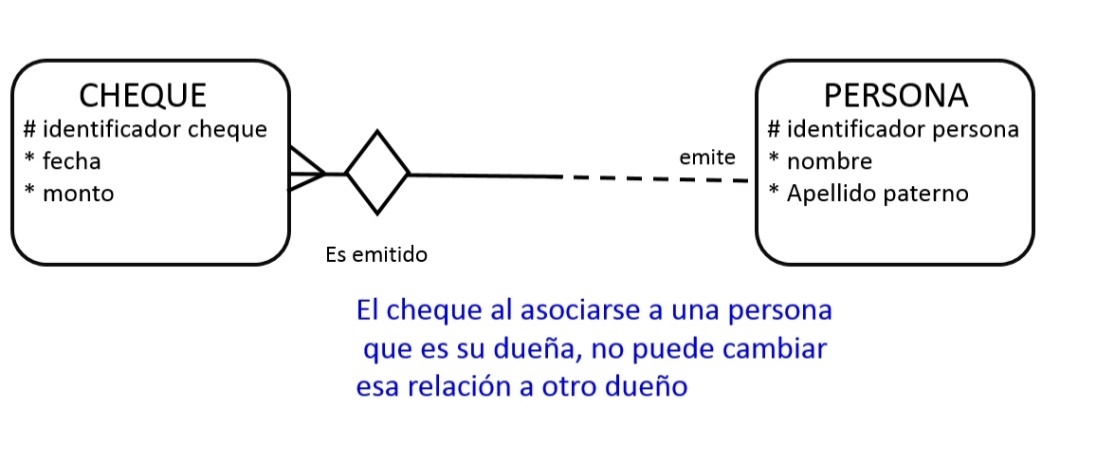 CHEQUE
# identificador cheque
* fecha
* monto
PERSONA
# identificador persona
* nombre
* Apellido paterno
emite
Es emitido
El cheque al asociarse a una persona
que es su dueña, no puede cambiar
esa relación a otro dueño